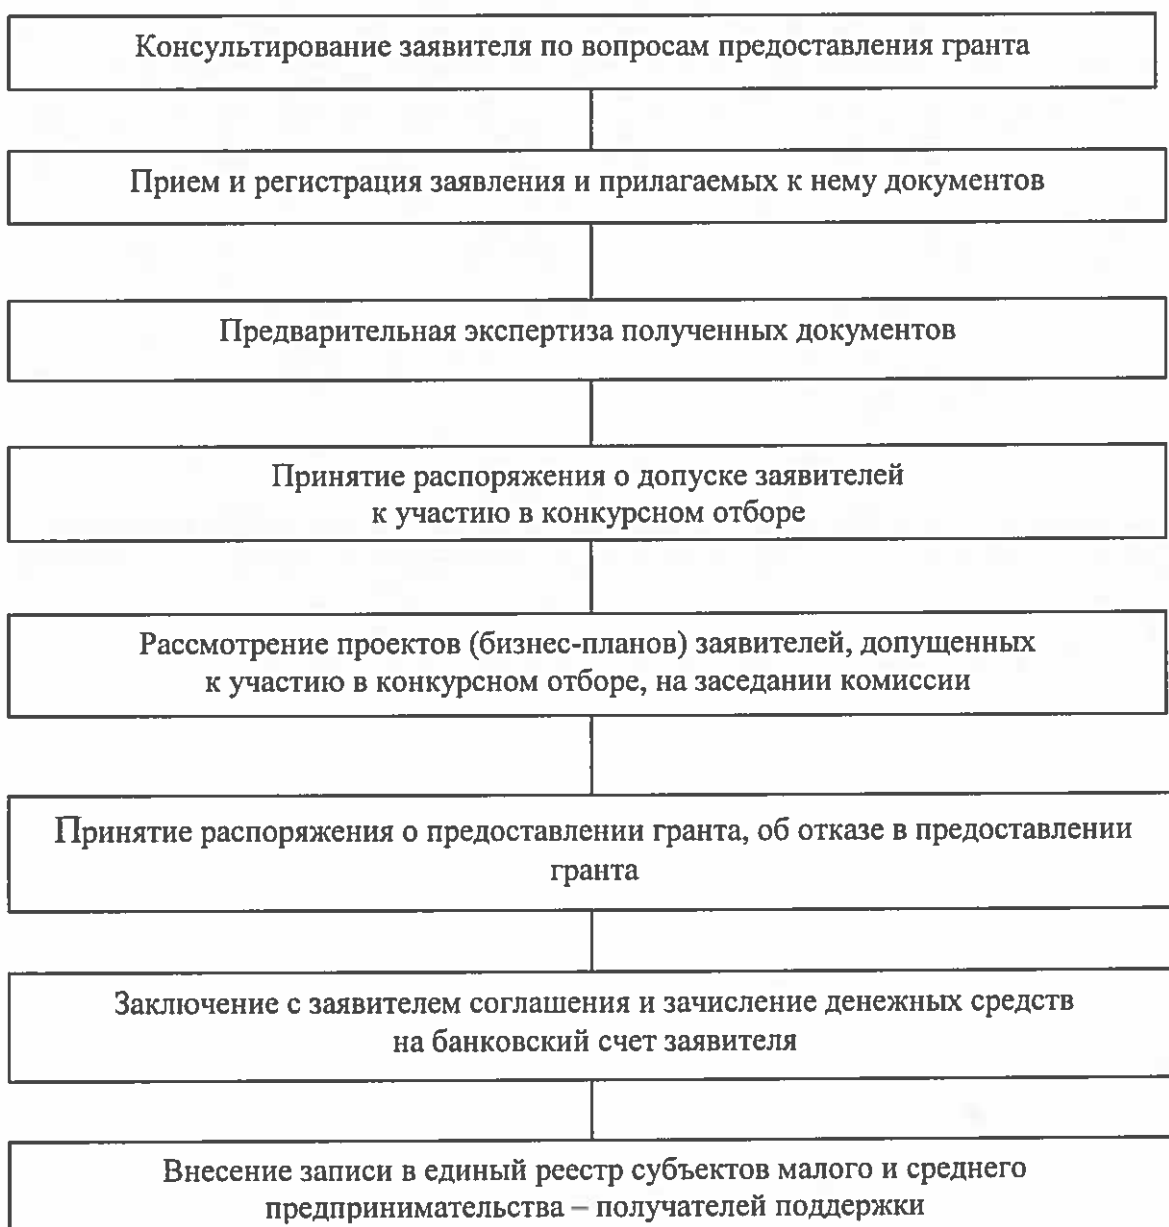 Консультирование заявителя по вопросам предоставления гранта
Прием и регистрация заявления и прилагаемых к нему документов
Предварительная экспертиза полученных документов
Принятие распоряжения о допуске заявителей
к участию в конкурсном отборе
Рассмотрение проектов (бизнес-планов) заявителей, допущенных
к участию в конкурсном отборе, на заседании комиссии
Принятие распоряжения о предоставлении гранта, об отказе в предоставлении
гранта
Заключение с заявителем соглашения и зачисление денежных средств
на банковский счет заявителя
Внесение записи в единый реестр субъектов малого и среднего
предпринимательства – получателей поддержки